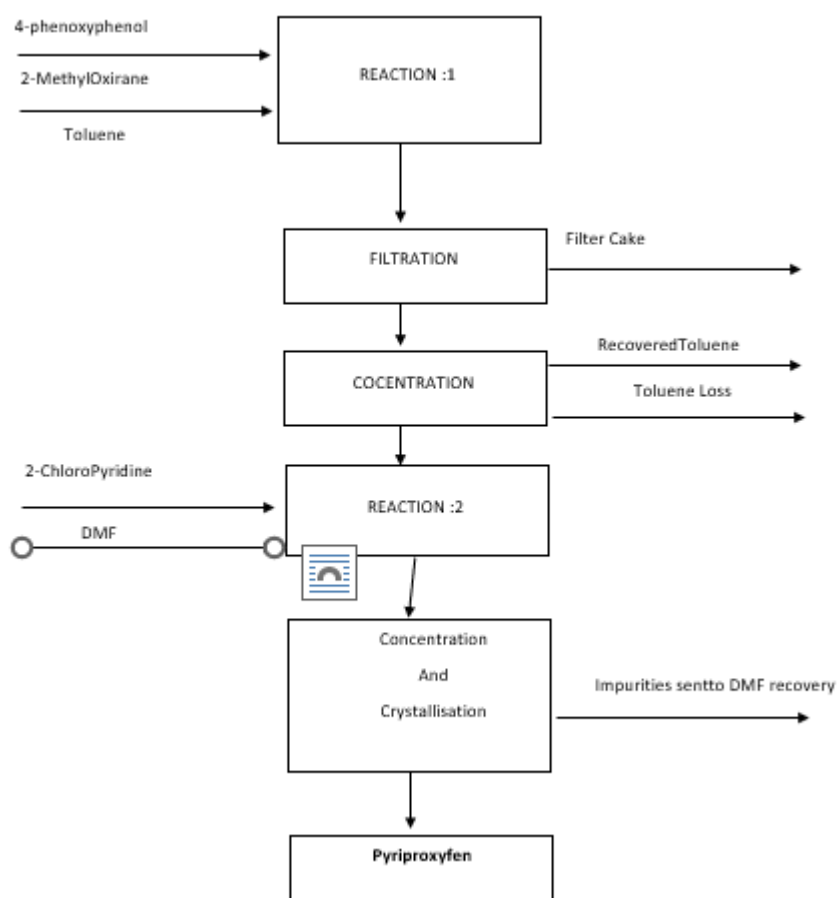 4-phenoxyphenol
REACTION :1
2-MethylOxirane
Toluene
Filter Cake
FILTRATION
RecoveredToluene
COCENTRATION
Toluene Loss
2-ChloroPyridine
REACTION :2
DMF
Concentration
And
Crystallisation
Impurities sentto DMF recovery
Pyriproxyfen